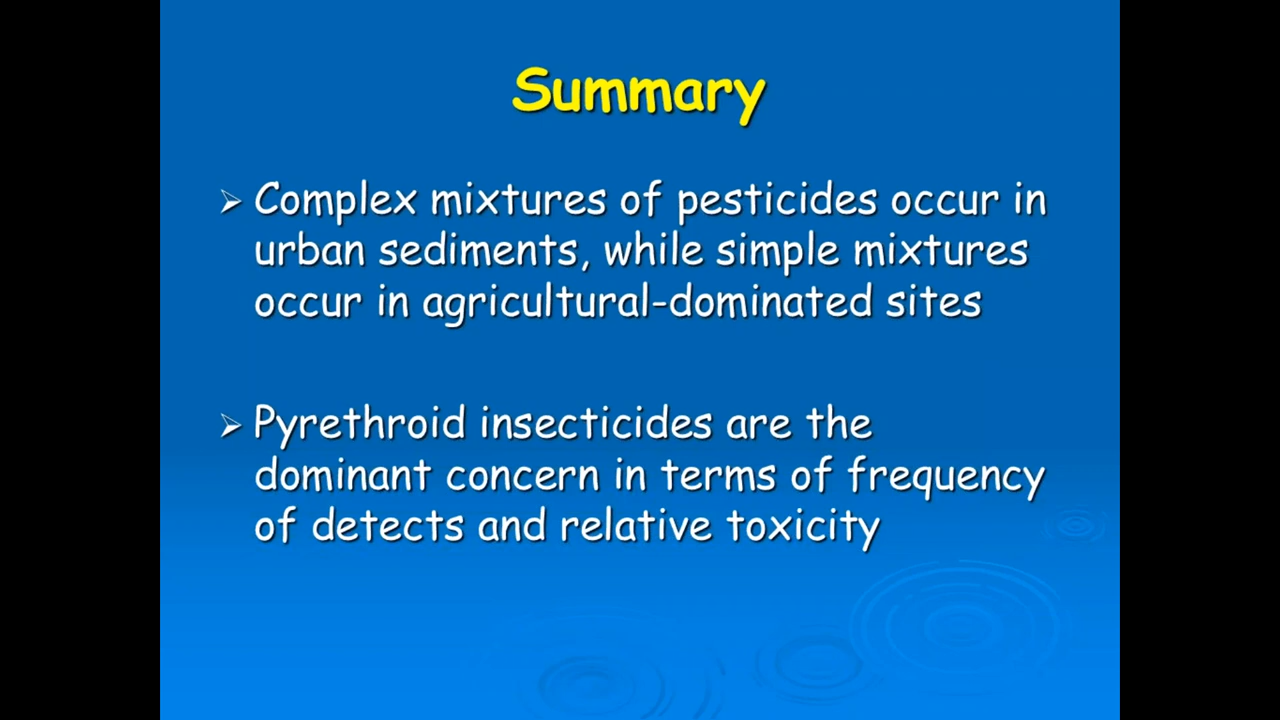 Summary
➢ Complex mixtures of pesticides occur in
urban sediments, while simple mixtures
occur in agricultural-dominated sites
➢ Pyrethroid insecticides are the
dominant concern in terms of frequency
of detects and relative toxicity